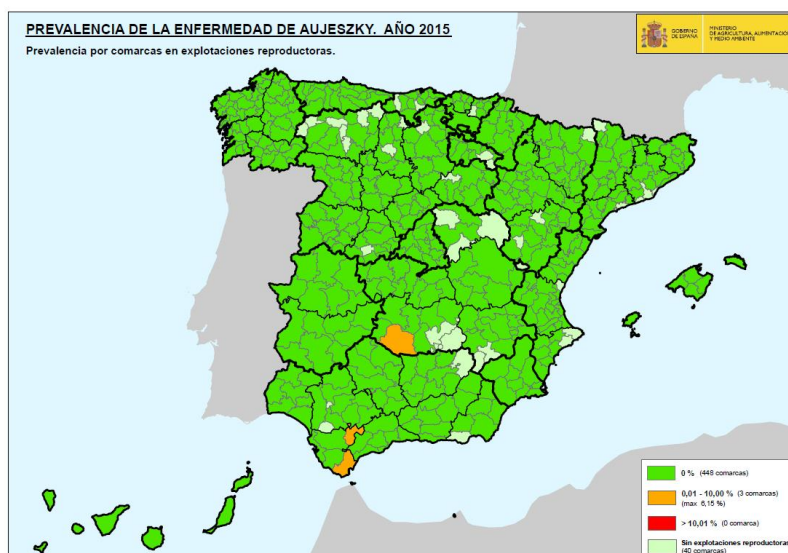 PREVALENCIA DE LA ENFERMEDAD DE AUJESZKY. AÑO 2015
Prevalencia por comarcas en explotaciones reproductoras.
GOBIERNO
DE ESPAÑA
MINISTERIO
DE AGRICULTURA, ALIMENTACIÓN
Y MEDIO AMBIENTE
0 % (448 comarcas)
0,01 - 10,00 % (3 comarcas)
(max 6,15 %)
> 10,01 % (0 comarca)
Sin explotaciones reproductoras
(40 comarcas)